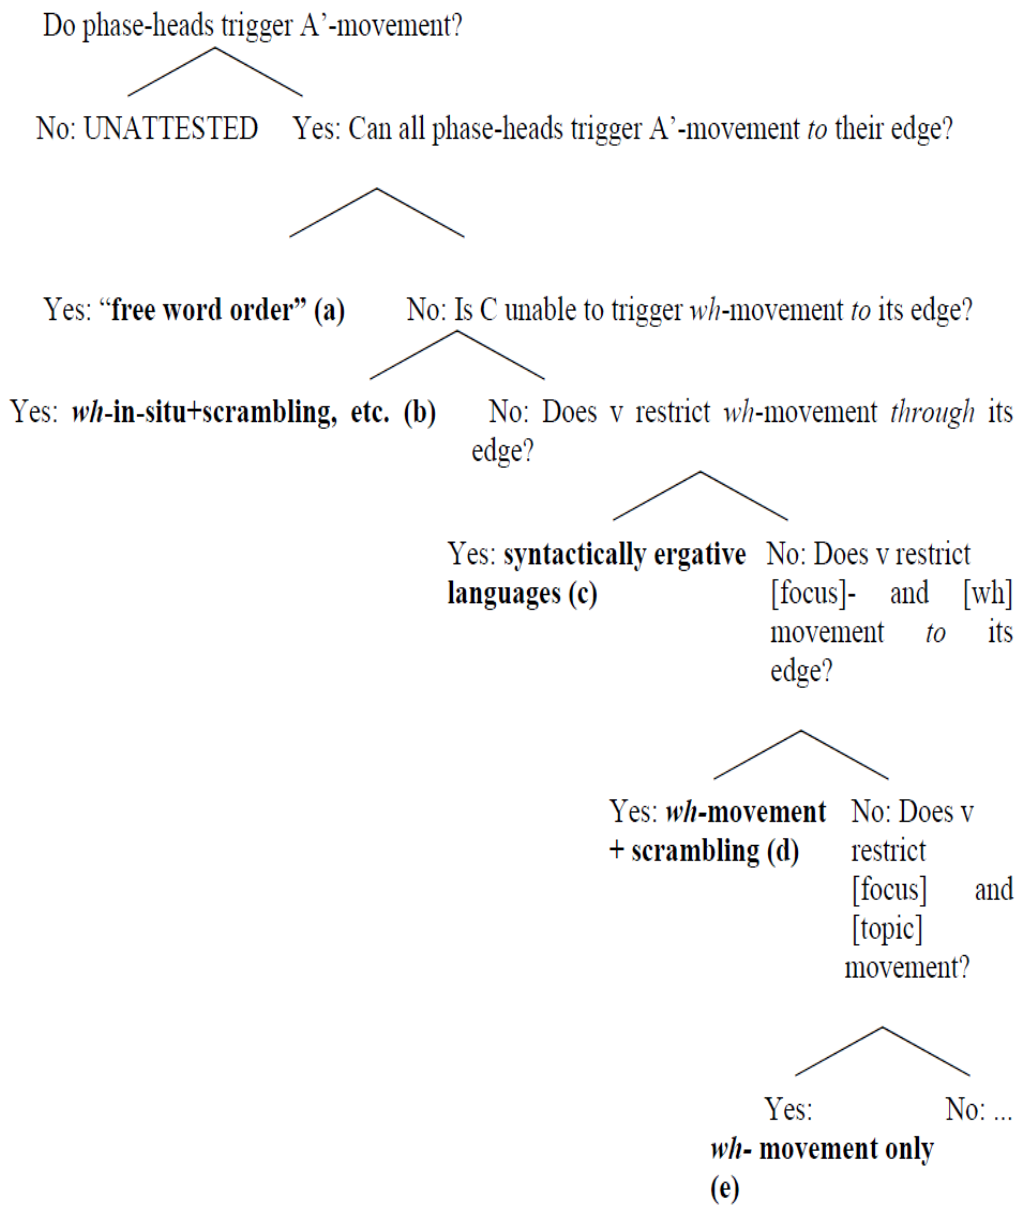 Do phase-heads trigger A’-movement?
No: UNATTESTED
Yes: Can all phase-heads trigger A’-movement to their edge?
Yes: “free word order” (a)
No: Is C unable to trigger wh-movement to its edge?
Yes: wh-in-situ+scrambling, etc. (b)
No: Does v restrict wh-movement through its
edge?
Yes: syntactically ergative
languages (c)
No: Does v restrict
[focus]- and [wh]
movement to its
edge?
Yes: wh-movement
+ scrambling (d)
No: Does v
restrict
[focus] and
[topic]
movement?
Yes:
wh- movement only
(e)
No: ...